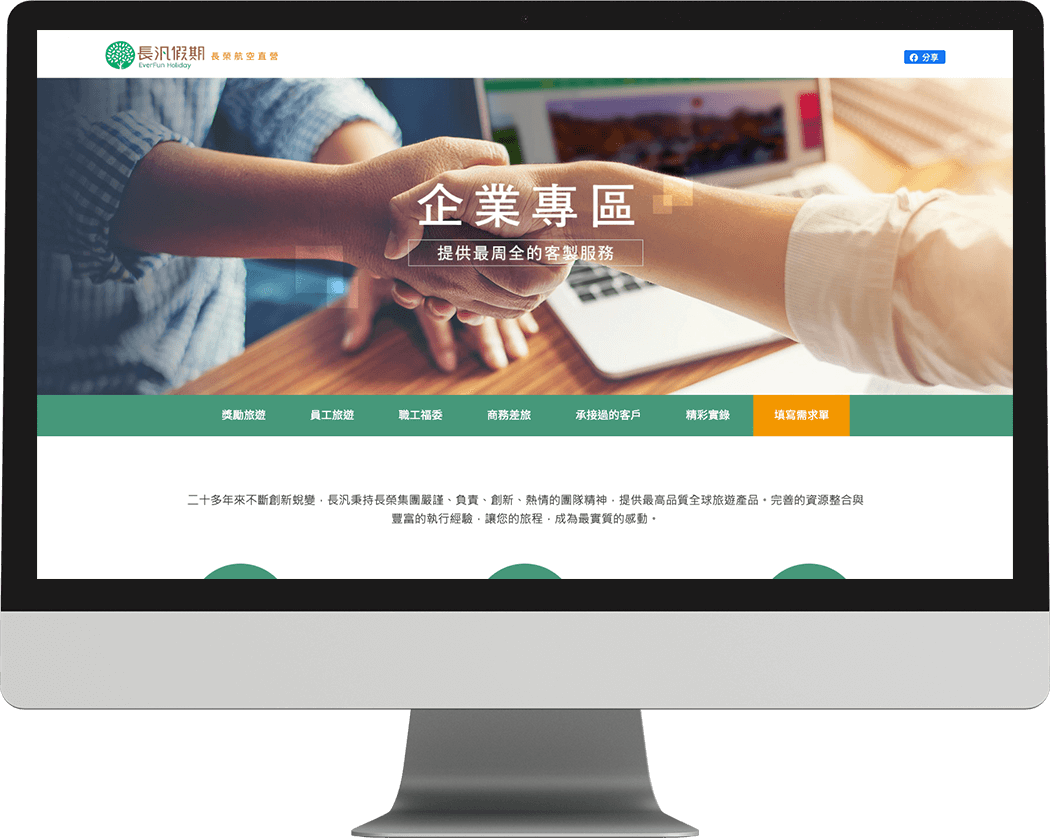 長汎假期 長榮航空直營
EverFun Holiday
分享
企業專區
提供最周全的客製服務
獎勵旅遊 員工旅遊 職工福委 商務差旅 承接過的客戶 精彩實錄 填寫需求單
二十多年來不斷創新蛻變，長汎秉持長榮集團嚴謹、負責、創新、熱情的團隊精神，提供最高品質全球旅遊產品。完善的資源整合與
豐富的執行經驗，讓您的旅程，成為最實質的感動。